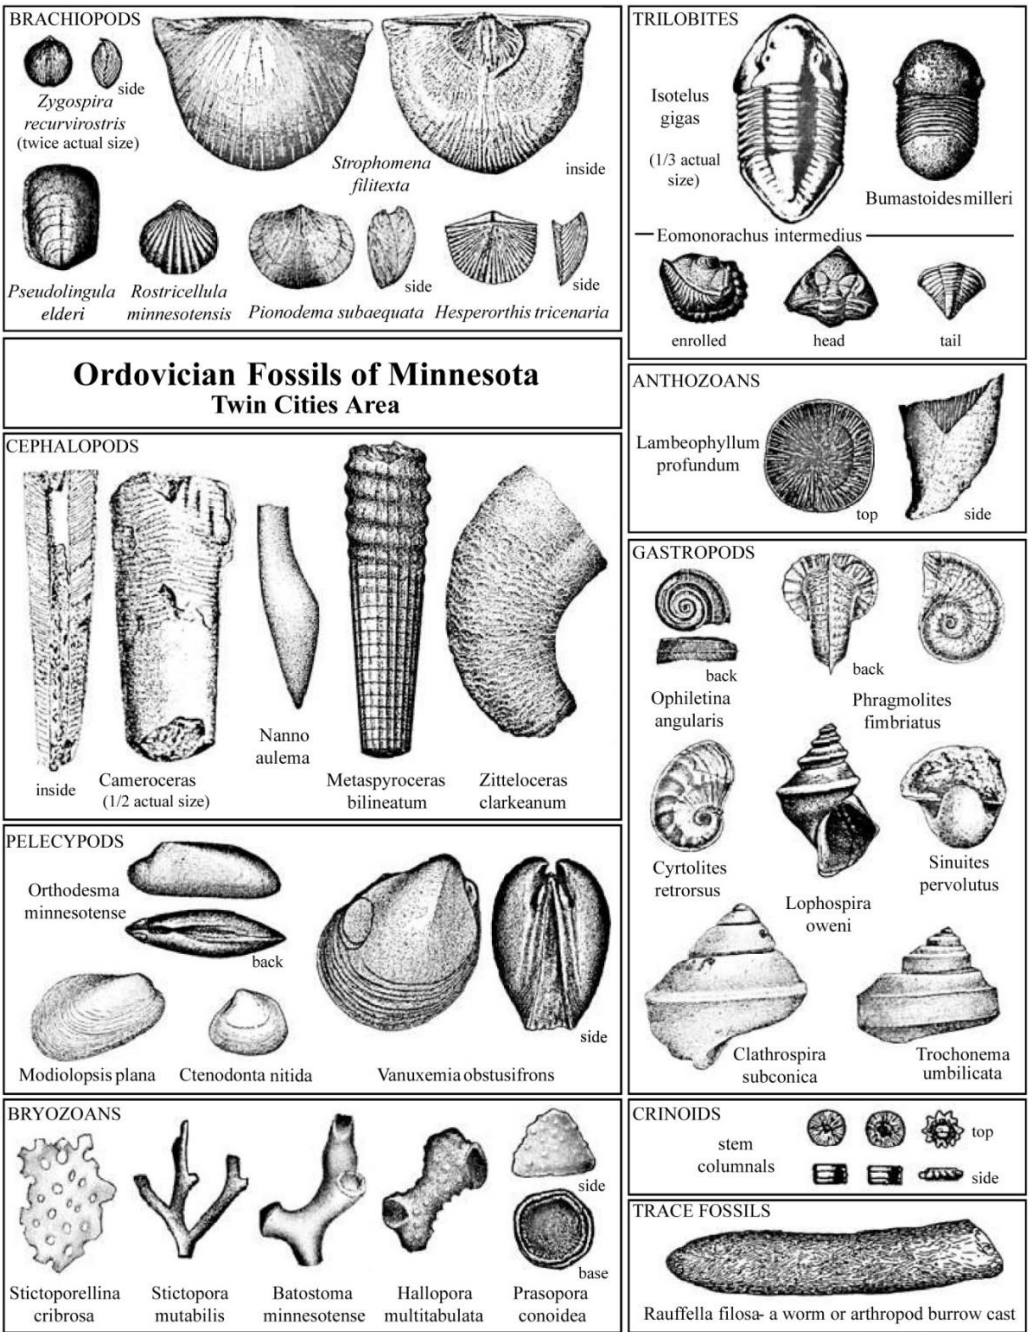 BRACHIOPODS
side
Zygospira
recurvirostris
(twice actual size)
Strophomena
filitexta
inside
Pseudolingula
elderi
Rostricellula
minnesotensis
side
Pionodema subaequata
side
Hesperorthis tricenaria
TRILOBITES
Isotelus
gigas
(1/3 actual
size)
Bumastoides milleri
Eomonorachus intermedius
enrolled
head
tail
Ordovician Fossils of Minnesota
Twin Cities Area
ANTHOZOANS
Lambeophyllum
profundum
top
side
CEPHALOPODS
inside
Cameroceras
(1/2 actual size)
Nanno
aulema
Metaspyroceras
bilineatum
Zitteloceras
clarkeanum
GASTROPODS
back
Ophiletina
angularis
back
Phragmolites
fimbriatus
Cyrtolites
retrorsus
Lophospira
oweni
Sinuites
pervolutus
Clathrospira
subconica
Trochonema
umbilicata
PELECYPODS
Orthodesma
minnesotense
back
Modiolopsis plana
Ctenodonta nitida
Vanuxemia obstusifrons
side
BRYOZOANS
Stictoporellina
cribrosa
Stictopora
mutabilis
Batostoma
minnesotense
Hallopora
multitabulata
side
base
Prasopora
conoidea
CRINOIDS
stem
columnals
top
side
TRACE FOSSILS
Rauffella filosa- a worm or arthropod burrow cast